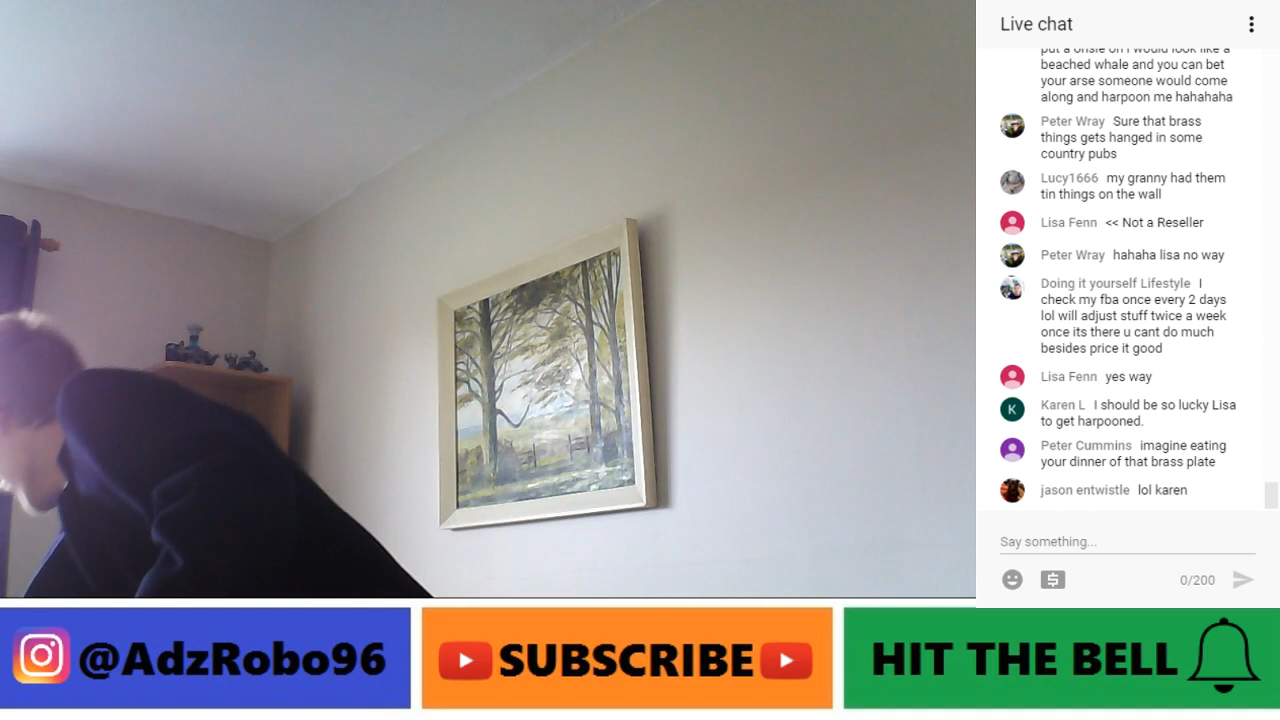 Live chat
put a onsie on I would look like a
beached whale and you can bet
your arse someone would come
along and harpoon me hahahaha
Peter Wray Sure that brass
things gets hanged in some
country pubs
Lucy1666 my granny had them
tin things on the wall
Lisa Fenn << Not a Reseller
Peter Wray hahaha lisa no way
Doing it yourself Lifestyle I
check my fba once every 2 days
lol will adjust stuff twice a week
once its there u cant do much
besides price it good
Lisa Fenn yes way
K
Karen L I should be so lucky Lisa
to get harpooned.
Peter Cummins imagine eating
your dinner of that brass plate
jason entwistle lol karen
Say something...
0/200
@AdzRobo96
SUBSCRIBE
HIT THE BELL